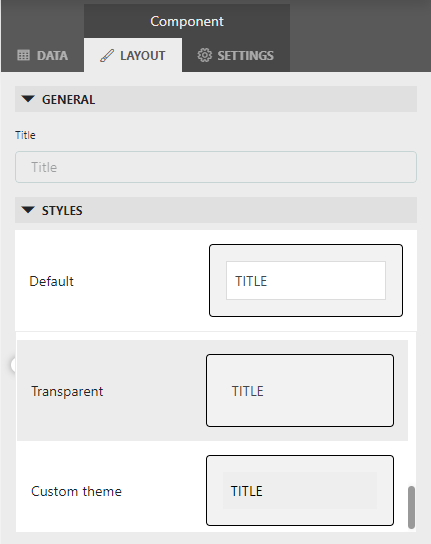 Component
DATA LAYOUT SETTINGS
GENERAL
Title
Title
STYLES
Default TITLE
Transparent TITLE
Custom theme TITLE